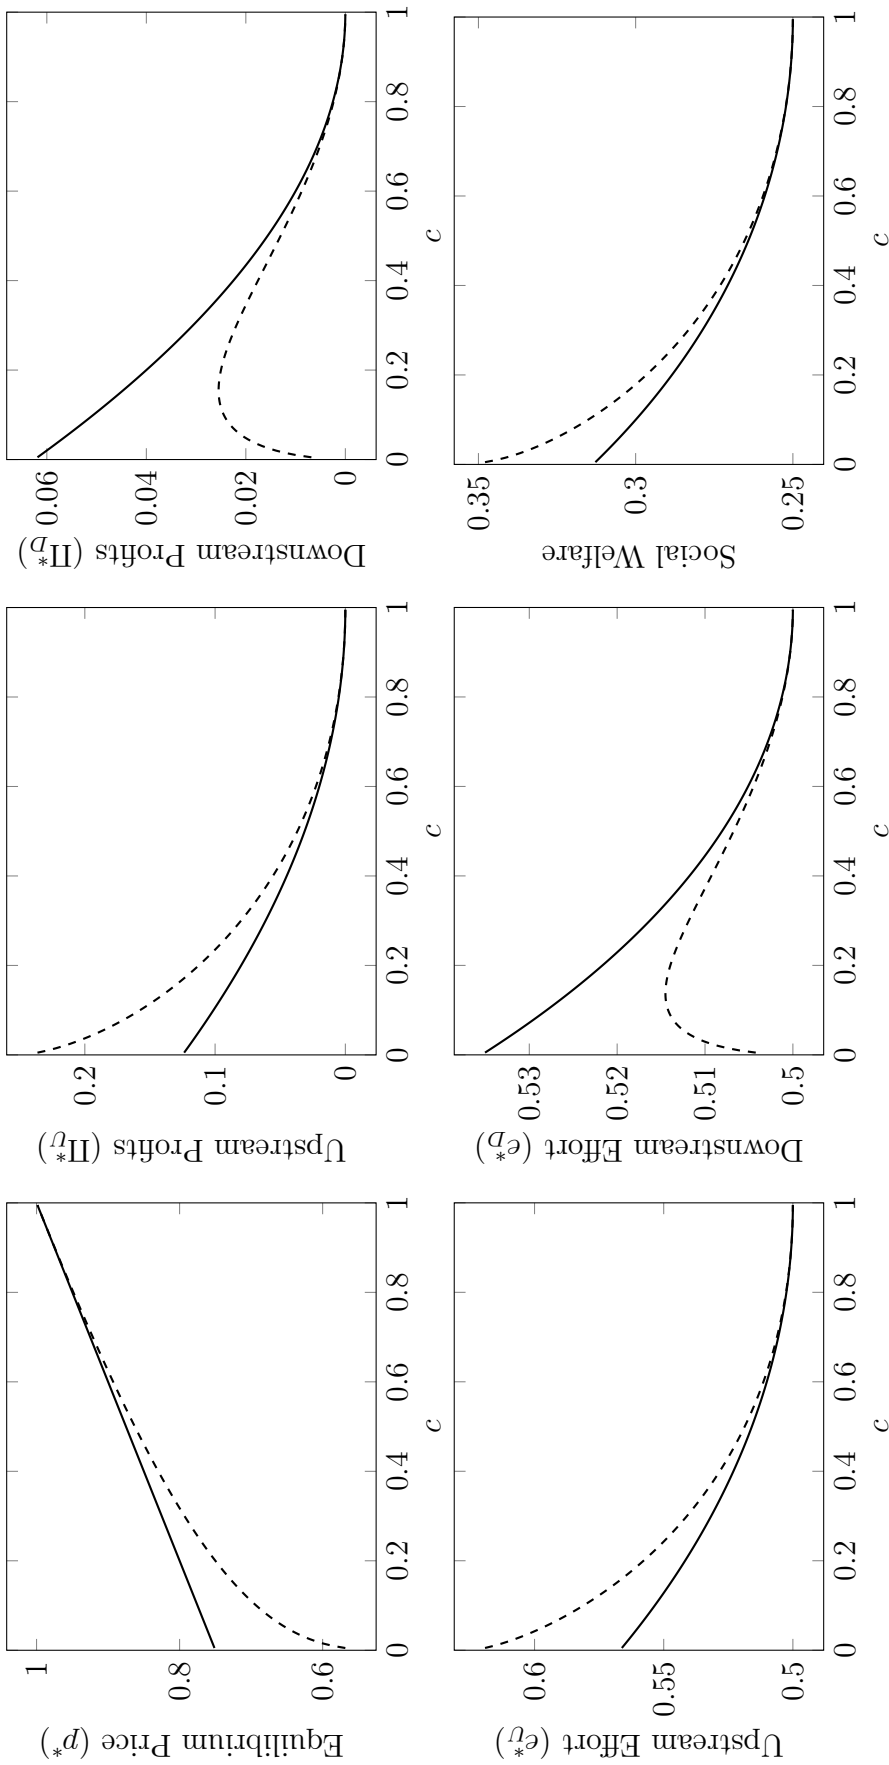 Equilibrium Price (p*)
1
0.8
0.6
0 0.2 0.4 0.6 0.8 1
c
Upstream Profits (Π*U)
0.2
0.1
0
0 0.2 0.4 0.6 0.8 1
c
Downstream Profits (Π*D)
0.06
0.04
0.02
0
0 0.2 0.4 0.6 0.8 1
c
Upstream Effort (e*U)
0.6
0.55
0.5
0 0.2 0.4 0.6 0.8 1
c
Downstream Effort (e*D)
0.53
0.52
0.51
0.5
0 0.2 0.4 0.6 0.8 1
c
Social Welfare
0.35
0.3
0.25
0 0.2 0.4 0.6 0.8 1
c